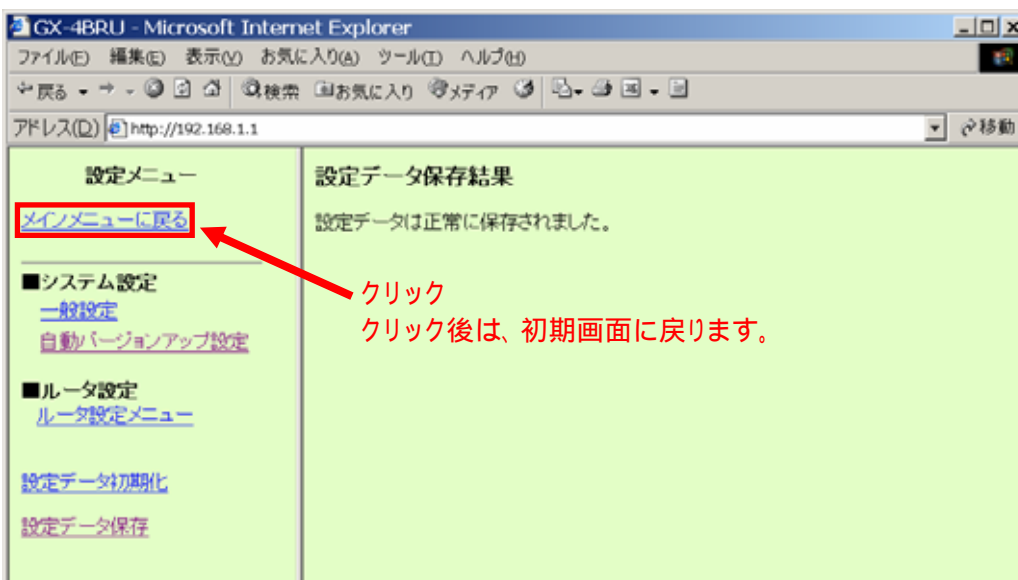 GX-4BRU - Microsoft Internet Explorer
ファイル(E) 編集(E) 表示(V) お気に入り(A) ツール(T) ヘルプ(H)
戻る 検索 お気に入り メディア
アドレス(D) http://192.168.1.1 移動
設定メニュー
メインメニューに戻る
■システム設定
一般設定
自動バージョンアップ設定
■ルータ設定
ルータ設定メニュー
設定データ初期化
設定データ保存
設定データ保存結果
設定データは正常に保存されました。
クリック
クリック後は、初期画面に戻ります。